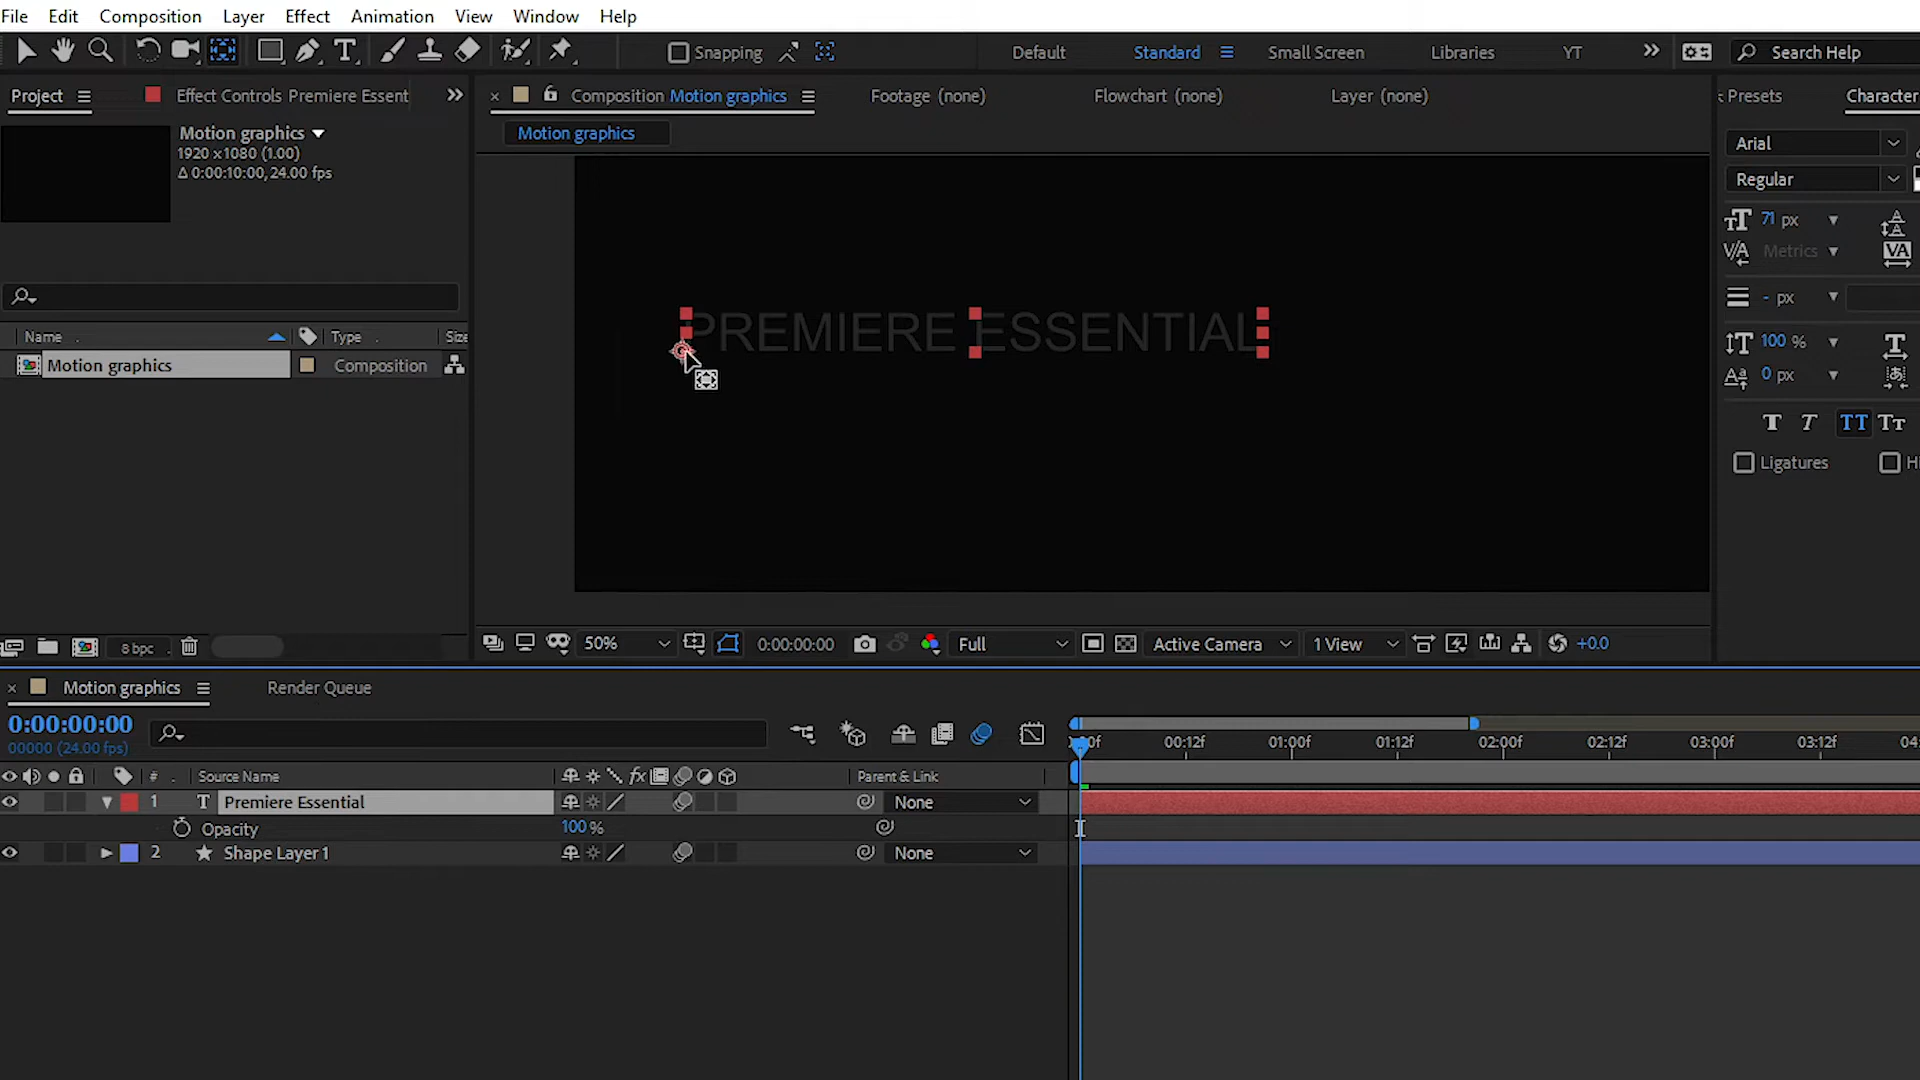 File Edit Composition Layer Effect Animation View Window Help
Snapping Default Standard Small Screen Libraries YT Search Help
Project Effect Controls Premiere Essent Composition Motion graphics Footage (none) Flowchart (none) Layer (none) Presets Character
Motion graphics
1920 x1080 (1.00)
Δ 0:00:10:00, 24.00 fps
Motion graphics
Arial
Regular
71 px
Metrics
- px
100 %
0 px
TT
Ligatures
Name Type Size
Motion graphics Composition
PREMIERE ESSENTIAL
8 bpc 50% 0:00:00:00 Full Active Camera 1 View +0.0
Motion graphics Render Queue
0:00:00:00
00000 (24.00 fps)
00:12f 01:00f 01:12f 02:00f 02:12f 03:00f 03:12f
# Source Name fx Parent & Link
1 T Premiere Essential None
Opacity 100 %
2 Shape Layer 1 None